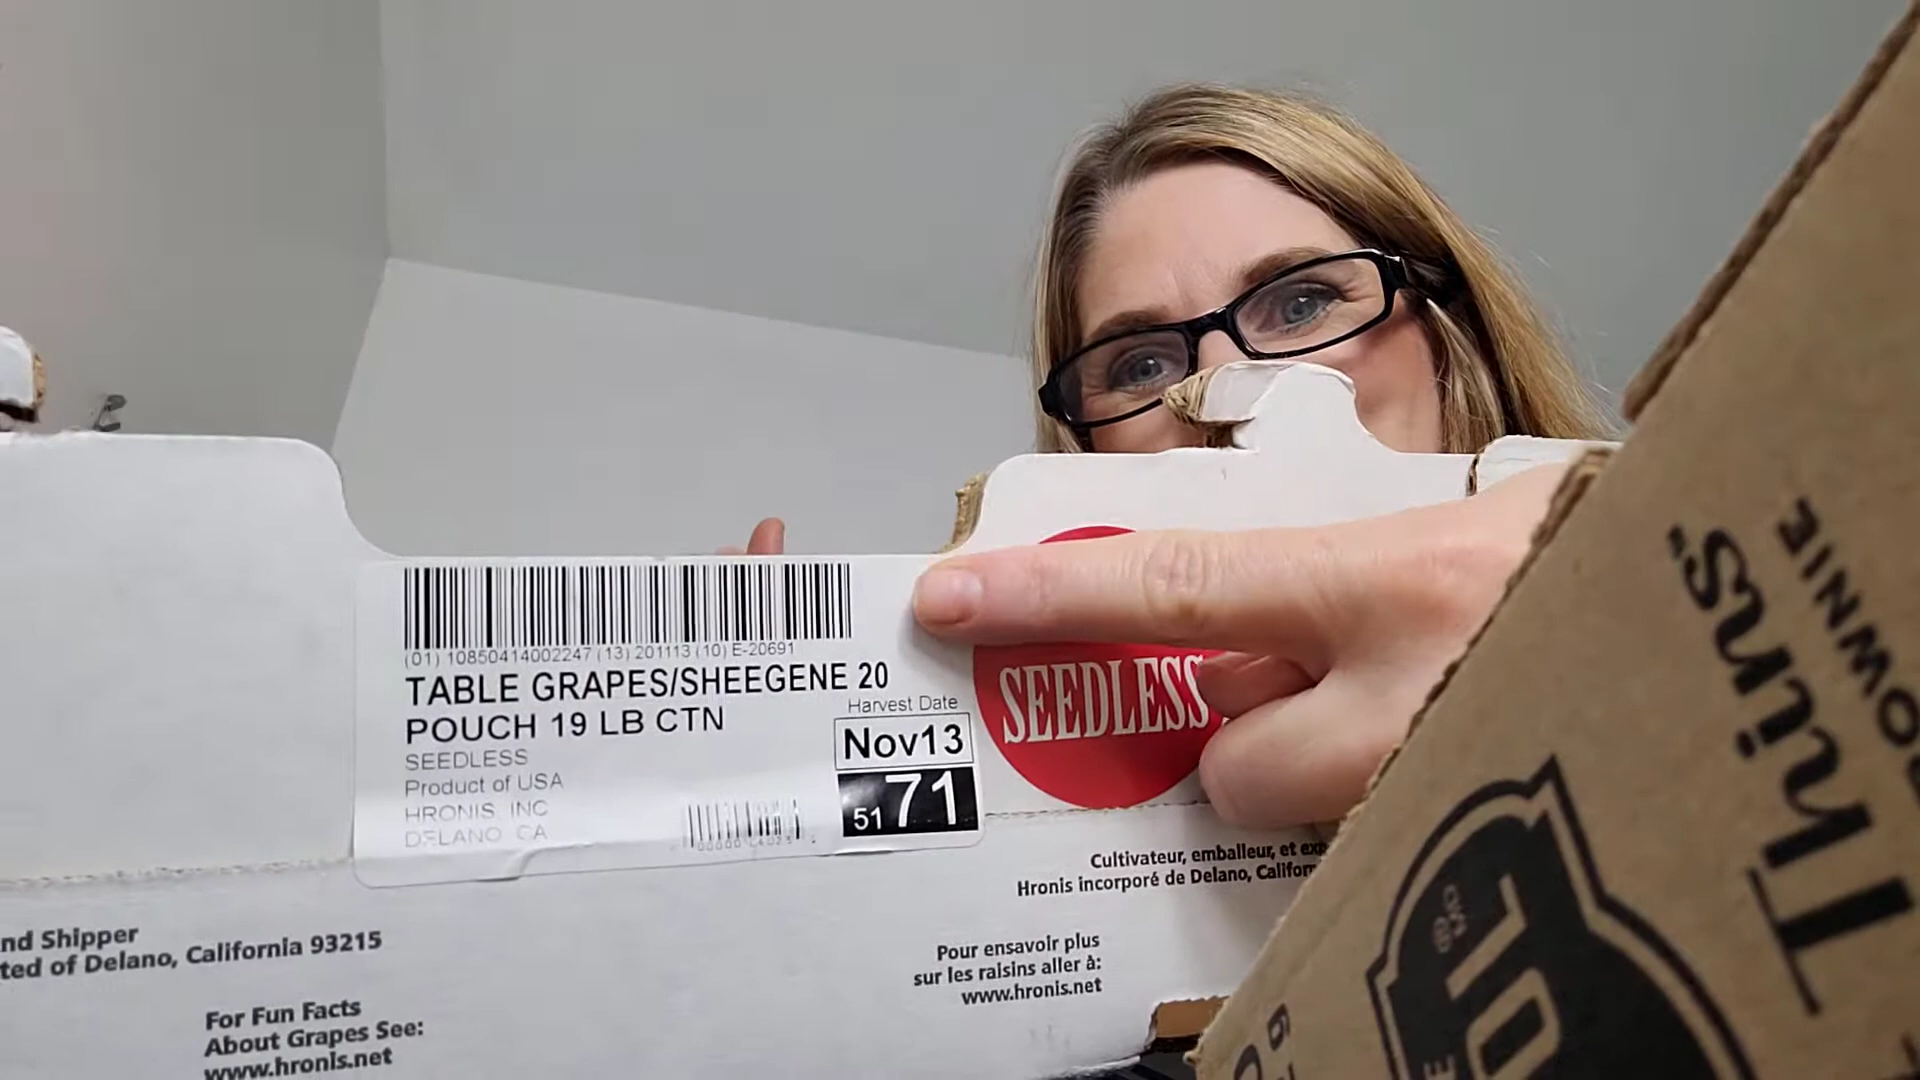 (01) 10850414002247 (13) 201113 (10) E-20691
TABLE GRAPES/SHEEGENE 20
POUCH 19 LB CTN
SEEDLESS
Product of USA
HRONIS, INC
DELANO, CA
Harvest Date
Nov13
5171
SEEDLESS
Cultivateur, emballeur, et
Hronis incorporé de Delano,
Pour ensavoir plus
sur les raisins aller à:
www.hronis.net
nd Shipper
ted of Delano, California 93215
For Fun Facts
About Grapes See:
www.hronis.net
Thins
OWNIE